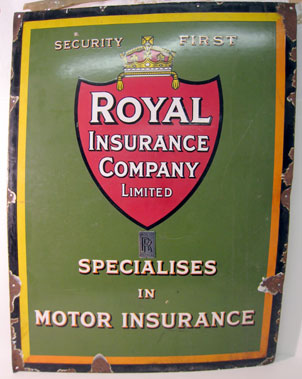 SECURITY FIRST
ROYAL
INSURANCE
COMPANY
LIMITED
RR
SPECIALISES
IN
MOTOR INSURANCE